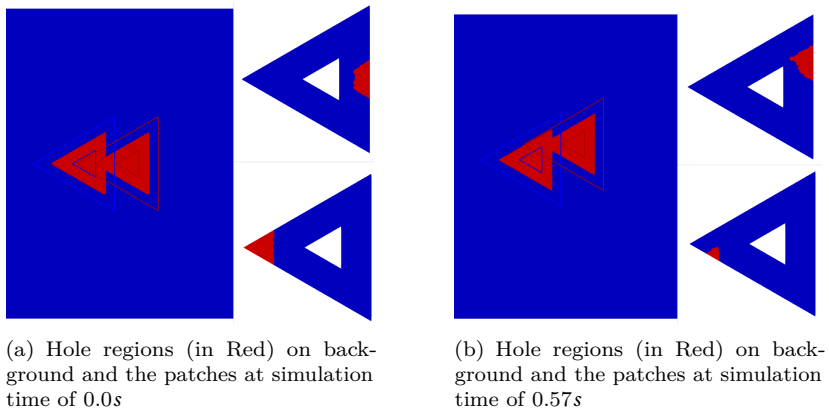 (a) Hole regions (in Red) on back-
ground and the patches at simulation
time of 0.0s
(b) Hole regions (in Red) on back-
ground and the patches at simulation
time of 0.57s